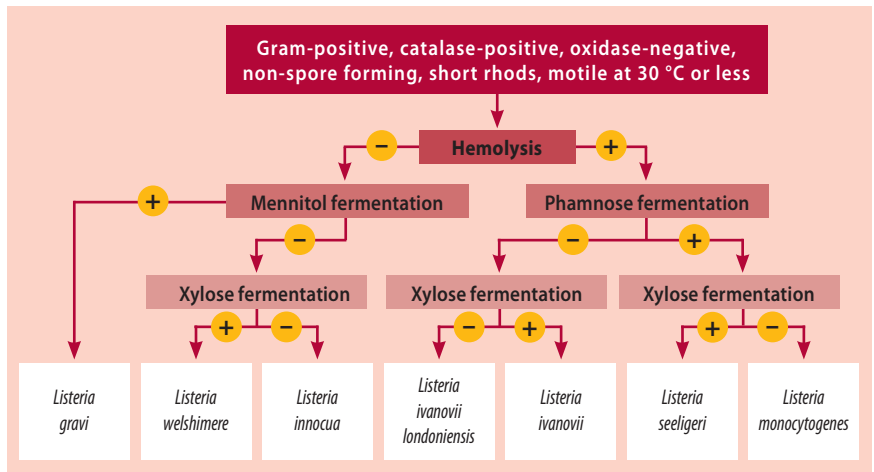 Gram-positive, catalase-positive, oxidase-negative,
non-spore forming, short rhods, motile at 30 °C or less
− Hemolysis +
+ Mennitol fermentation Phamnose fermentation
− − +
Xylose fermentation Xylose fermentation Xylose fermentation
+ − − + + −
Listeria
gravi
Listeria
welshimere
Listeria
innocua
Listeria
ivanovii
londoniensis
Listeria
ivanovii
Listeria
seeligeri
Listeria
monocytogenes